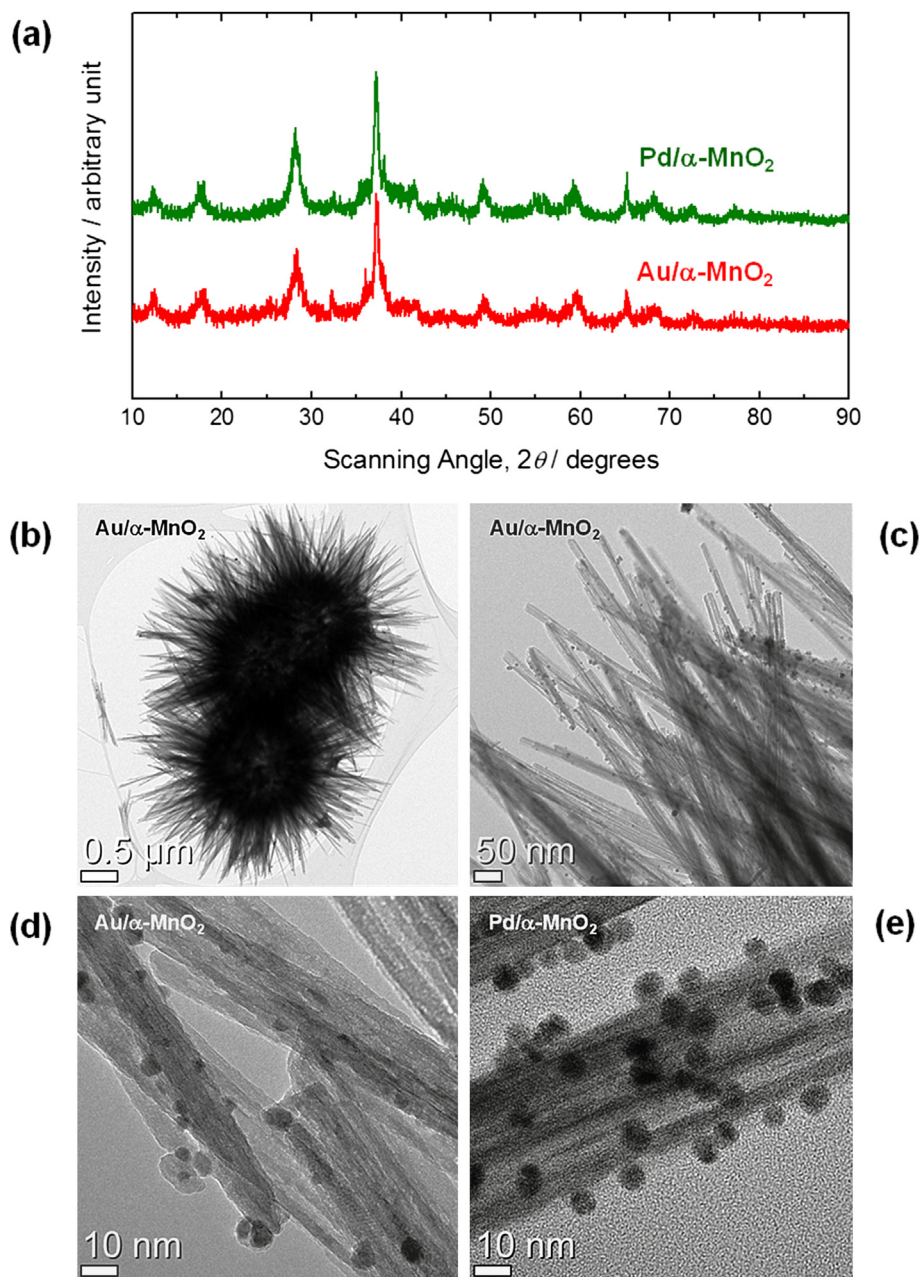 (a)
Intensity / arbitrary unit
Pd/α-MnO₂
Au/α-MnO₂
10 20 30 40 50 60 70 80 90
Scanning Angle, 2θ / degrees
(b)
Au/α-MnO₂
0.5 μm
Au/α-MnO₂
(c)
50 nm
(d)
Au/α-MnO₂
10 nm
Pd/α-MnO₂
(e)
10 nm